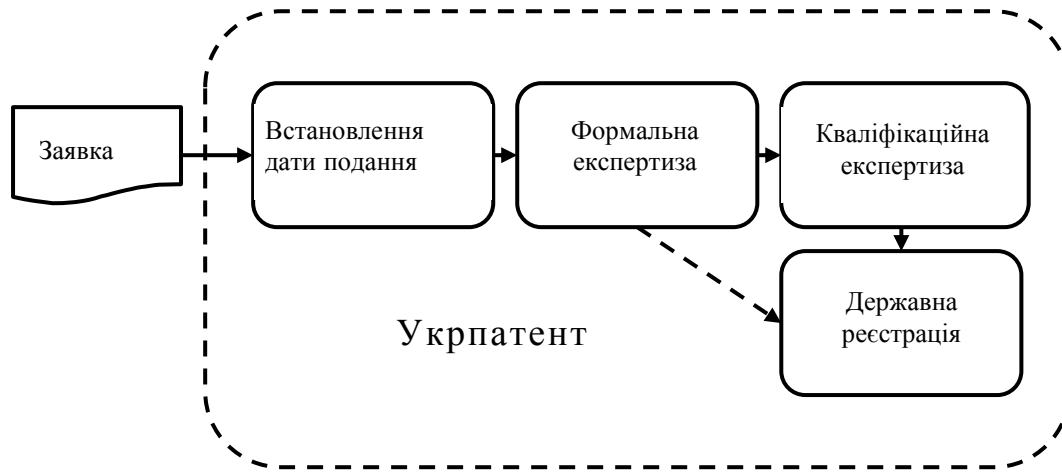 Заявка
Встановлення
дати подання
Формальна
експертиза
Кваліфікаційна
експертиза
Державна
реєстрація
Укрпатент